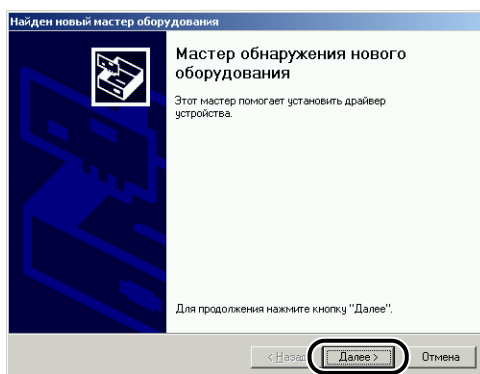 Найден новый мастер оборудования
Мастер обнаружения нового
оборудования
Этот мастер помогает установить драйвер
устройства.
Для продолжения нажмите кнопку "Далее".
< Назад Далее > Отмена